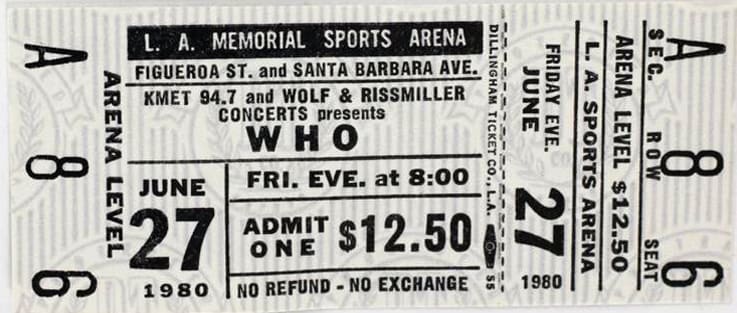 A
8
6
ARENA LEVEL
L. A. MEMORIAL SPORTS ARENA
FIGUEROA ST. and SANTA BARBARA AVE.
KMET 94.7 and WOLF & RISSMILLER
CONCERTS presents
WHO
JUNE
27
1980
FRI. EVE. at 8:00
ADMIT
ONE
$12.50
NO REFUND - NO EXCHANGE
DILLINGHAM TICKET CO., L.A.
55
FRIDAY EVE.
JUNE
27
1980
L. A. SPORTS ARENA
ARENA LEVEL $12.50
SEC. ROW SEAT
A
8
6